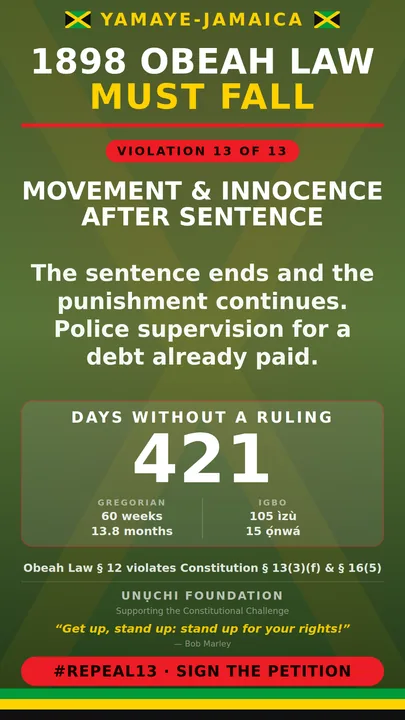 YAMAYE-JAMAICA
1898 OBEAH LAW
MUST FALL
VIOLATION 13 OF 13
MOVEMENT & INNOCENCE
AFTER SENTENCE
The sentence ends and the
punishment continues.
Police supervision for a
debt already paid.
DAYS WITHOUT A RULING
421
GREGORIAN
60 weeks
13.8 months
IGBO
105 ìzù
15 ọ́nwá
Obeah Law § 12 violates Constitution § 13(3)(f) & § 16(5)
UNỤCHI FOUNDATION
Supporting the Constitutional Challenge
“Get up, stand up: stand up for your rights!”
— Bob Marley
#REPEAL13 · SIGN THE PETITION